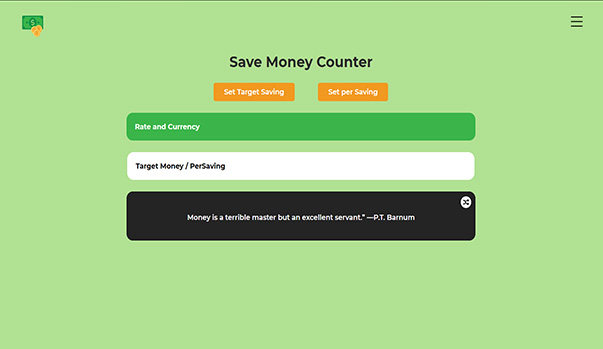 Save Money Counter
Set Target Saving
Set per Saving
Rate and Currency
Target Money / PerSaving
Money is a terrible master but an excellent servant.” —P.T. Barnum